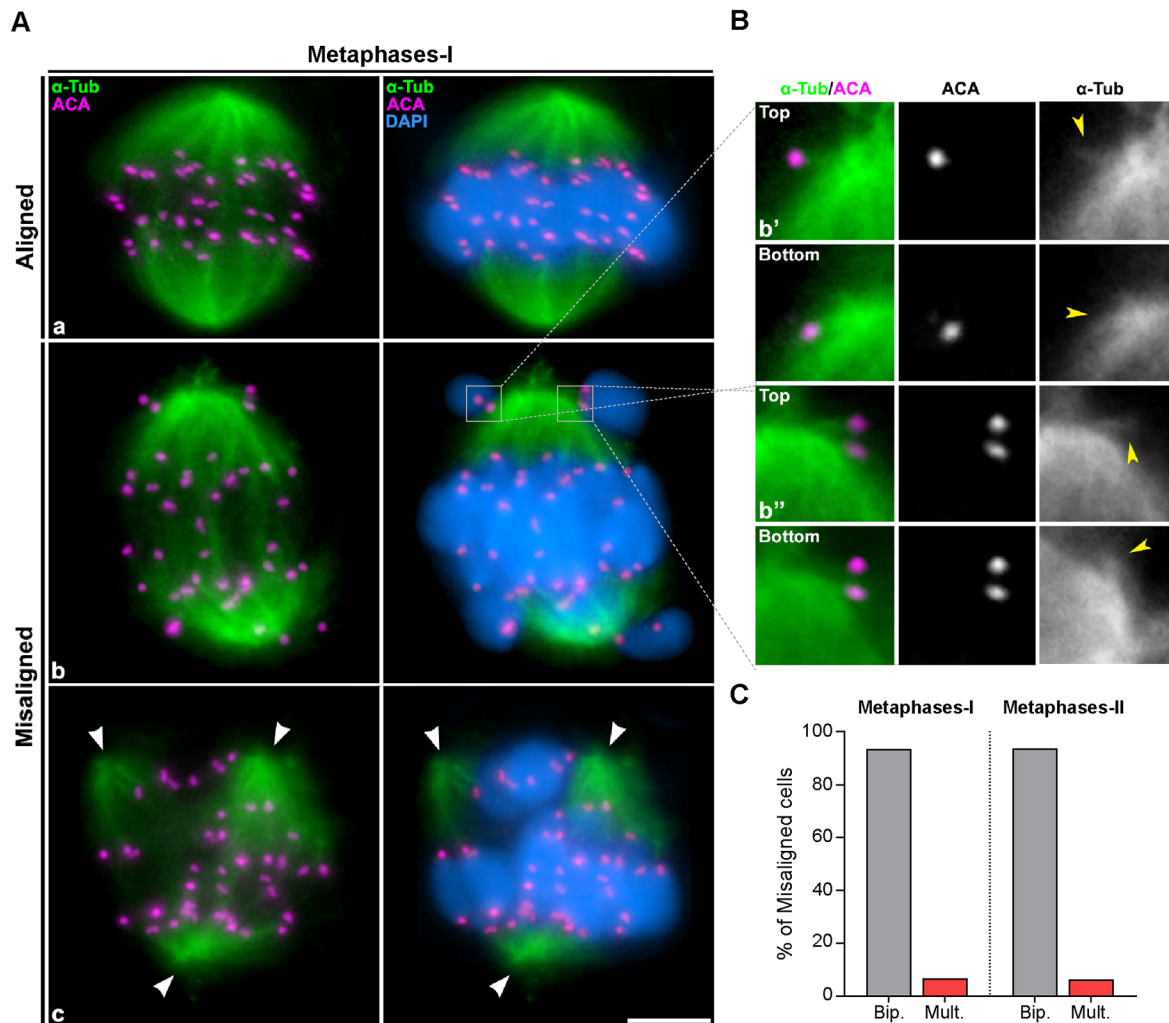 A
Metaphases-I
Aligned
α-Tub
ACA
α-Tub
ACA
DAPI
a
Misaligned
b
c
B
α-Tub/ACA
ACA
α-Tub
Top
b'
Bottom
Top
b''
Bottom
C
Metaphases-I
Metaphases-II
% of Misaligned cells
100
80
60
40
20
0
Bip.
Mult.
Bip.
Mult.